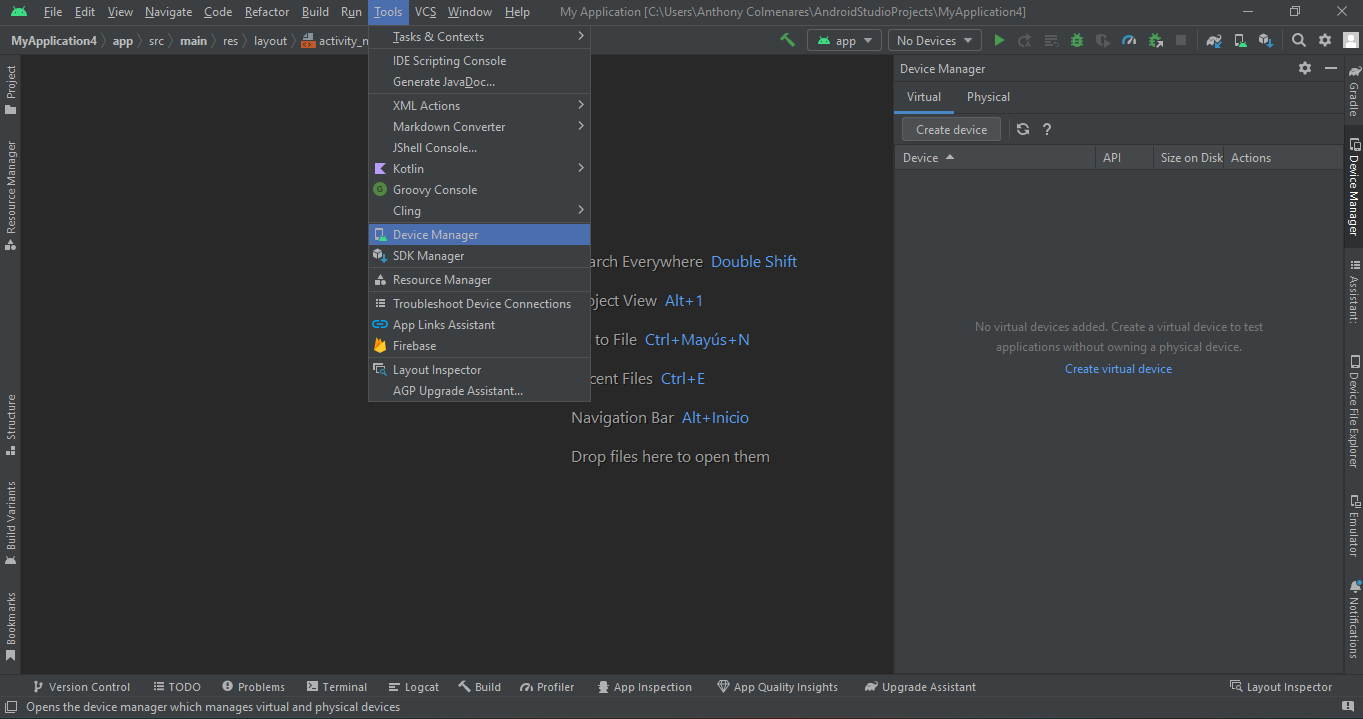 File Edit View Navigate Code Refactor Build Run Tools VCS Window Help My Application [C:\Users\Anthony Colmenares\AndroidStudioProjects\MyApplication4]
MyApplication4 app src main res layout activity_m app No Devices
Tasks & Contexts
IDE Scripting Console
Generate JavaDoc...
XML Actions
Markdown Converter
JShell Console...
Kotlin
G Groovy Console
Cling
Device Manager
SDK Manager
Resource Manager
Troubleshoot Device Connections
App Links Assistant
Firebase
Layout Inspector
AGP Upgrade Assistant...
arch Everywhere Double Shift
oject View Alt+1
to File Ctrl+Mayús+N
cent Files Ctrl+E
Navigation Bar Alt+Inicio
Drop files here to open them
Device Manager
Virtual Physical
Create device ?
Device API Size on Disk Actions
No virtual devices added. Create a virtual device to test
applications without owning a physical device.
Create virtual device
Project
Resource Manager
Structure
Build Variants
Bookmarks
Gradle
Device Manager
Assistant:
Device File Explorer
Emulator
Notifications
Version Control TODO Problems Terminal Logcat Build Profiler App Inspection App Quality Insights Upgrade Assistant Layout Inspector
Opens the device manager which manages virtual and physical devices